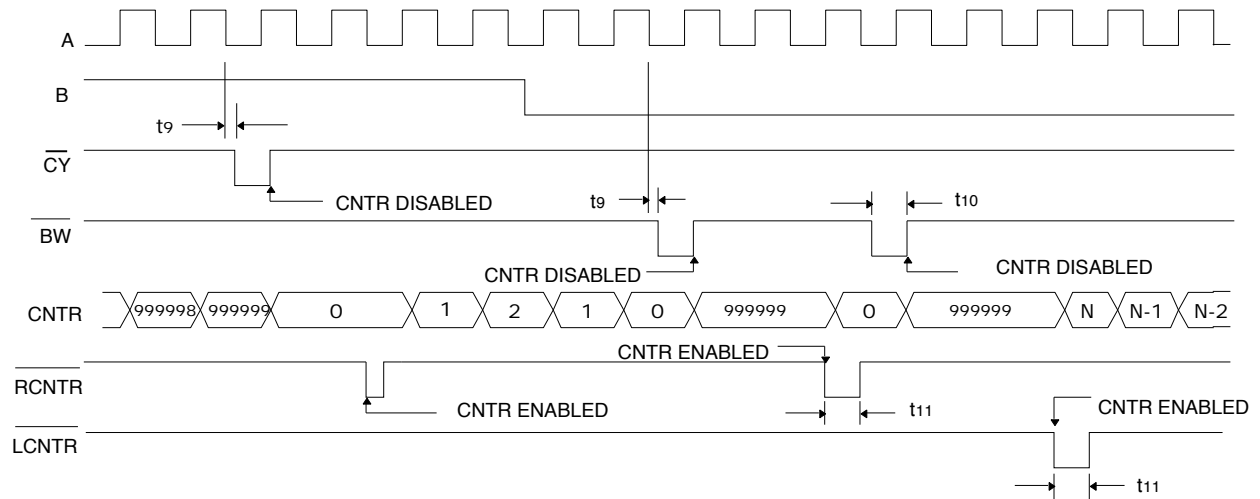 A
B
t9
CY
CNTR DISABLED
t9
t10
BW
CNTR DISABLED
CNTR DISABLED
CNTR 999998 999999 0 1 2 1 0 999999 0 999999 N N-1 N-2
CNTR ENABLED
RCNTR
CNTR ENABLED
t11
CNTR ENABLED
LCNTR
t11